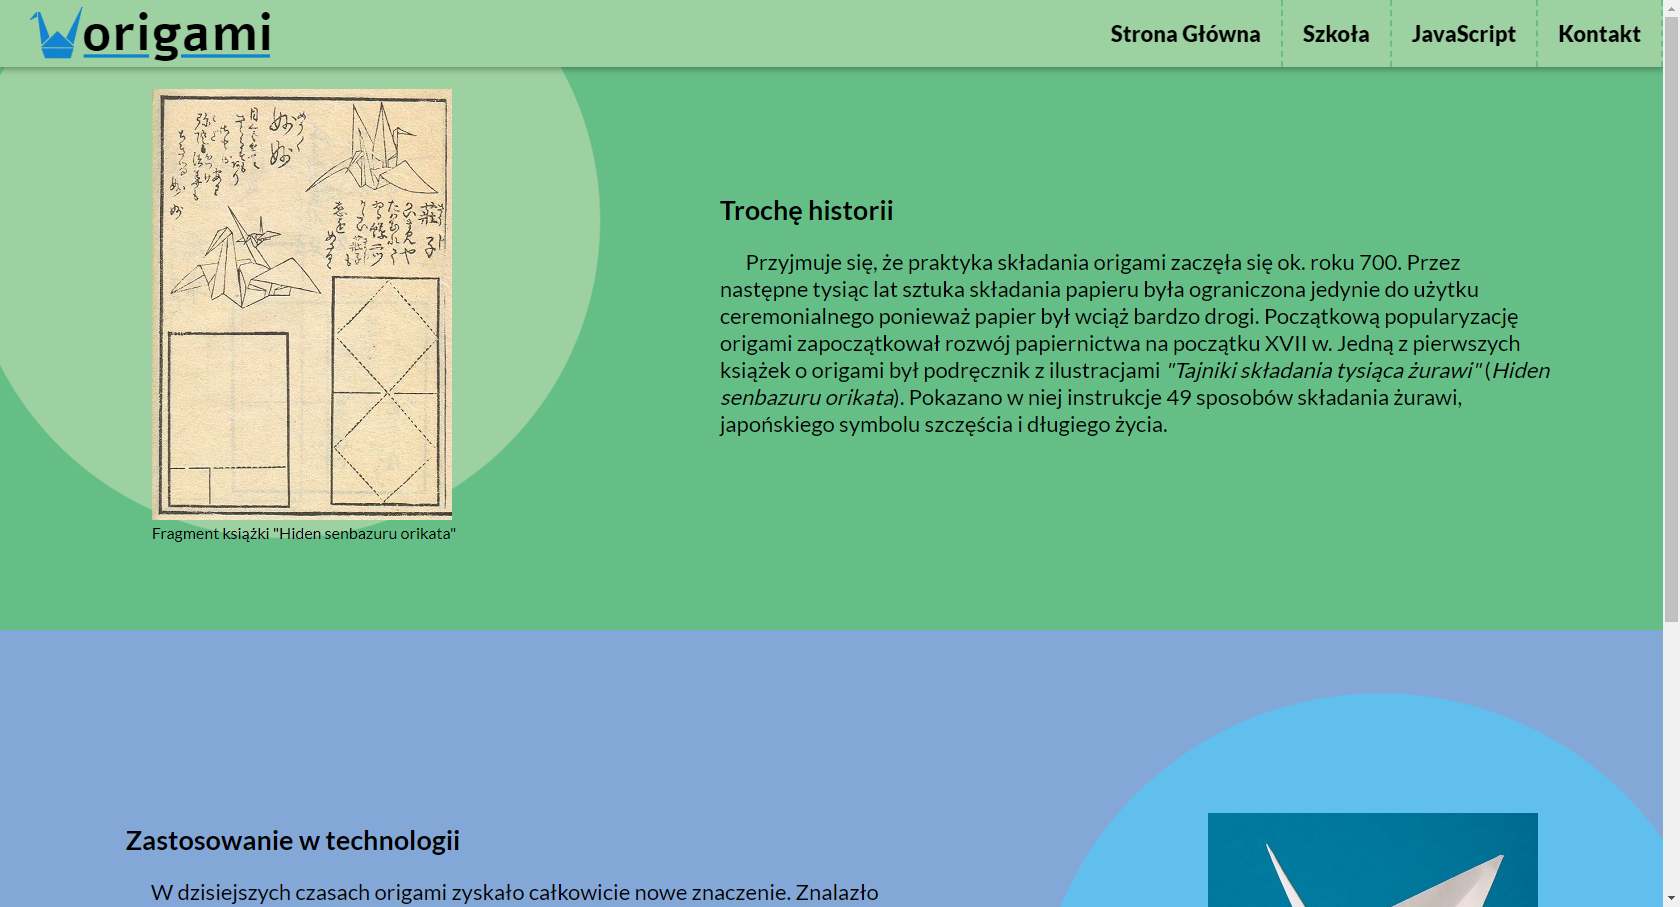 origami
Strona Główna
Szkoła
JavaScript
Kontakt
Trochę historii
Przyjmuje się, że praktyka składania origami zaczęła się ok. roku 700. Przez
następne tysiąc lat sztuka składania papieru była ograniczona jedynie do użytku
ceremonialnego ponieważ papier był wciąż bardzo drogi. Początkową popularyzację
origami zapoczątkował rozwój papiernictwa na początku XVII w. Jedną z pierwszych
książek o origami był podręcznik z ilustracjami "Tajniki składania tysiąca żurawi" (Hiden
senbazuru orikata). Pokazano w niej instrukcje 49 sposobów składania żurawi,
japońskiego symbolu szczęścia i długiego życia.
Fragment książki "Hiden senbazuru orikata"
Zastosowanie w technologii
W dzisiejszych czasach origami zyskało całkowicie nowe znaczenie. Znalazło